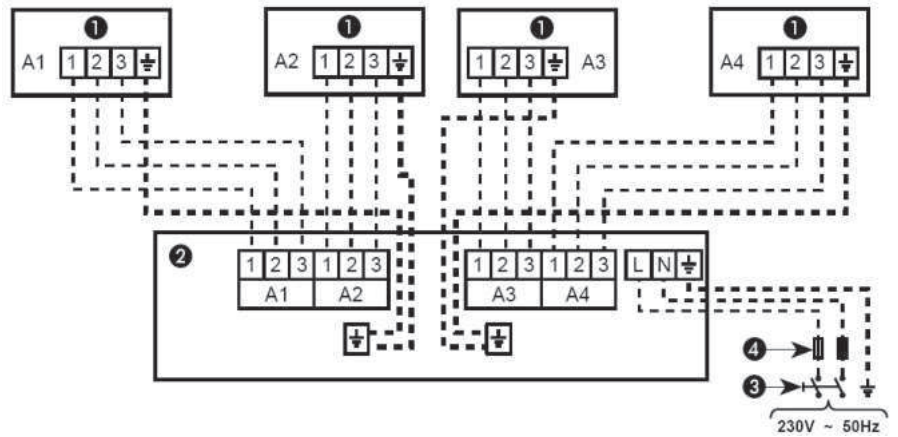 1 1 1 1
A1 1 2 3 A2 1 2 3 1 2 3 A3 A4 1 2 3
2
1 2 3 1 2 3 1 2 3 1 2 3 L N
A1 A2 A3 A4
4
3
230V ~ 50Hz